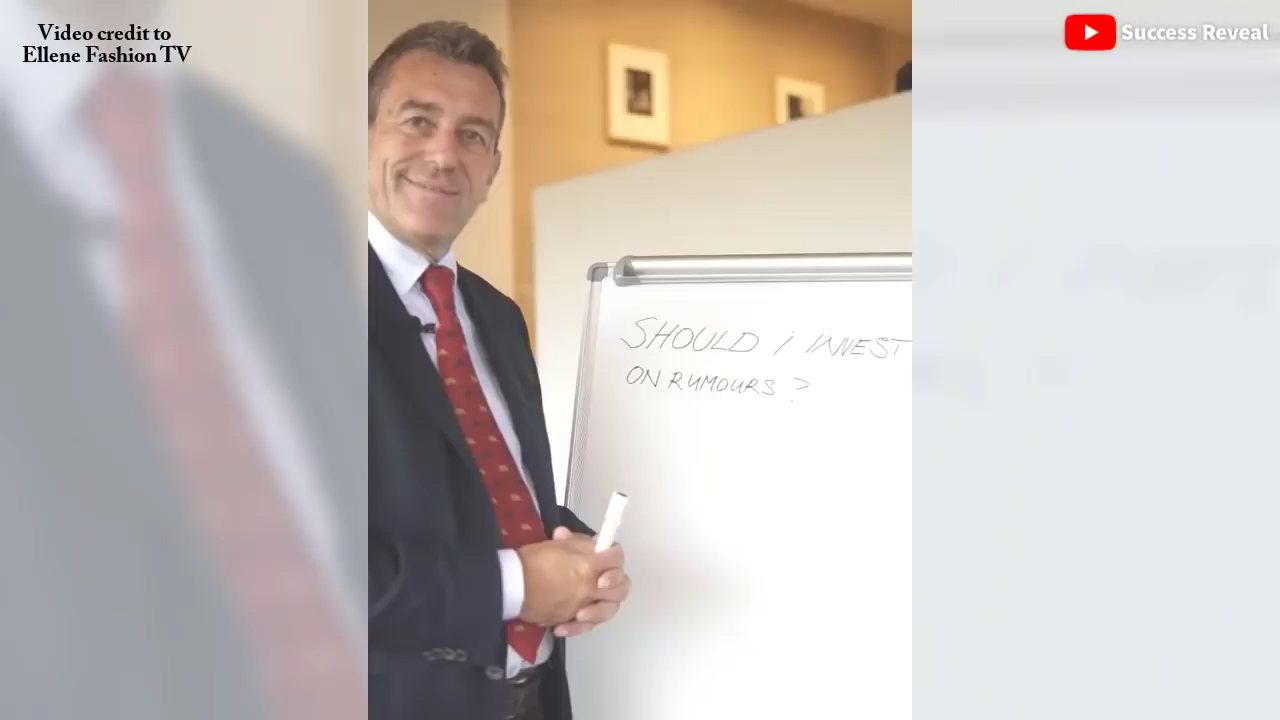 Video credit to
Ellene Fashion TV
Success Reveal
SHOULD I INVEST
ON RUMOURS?